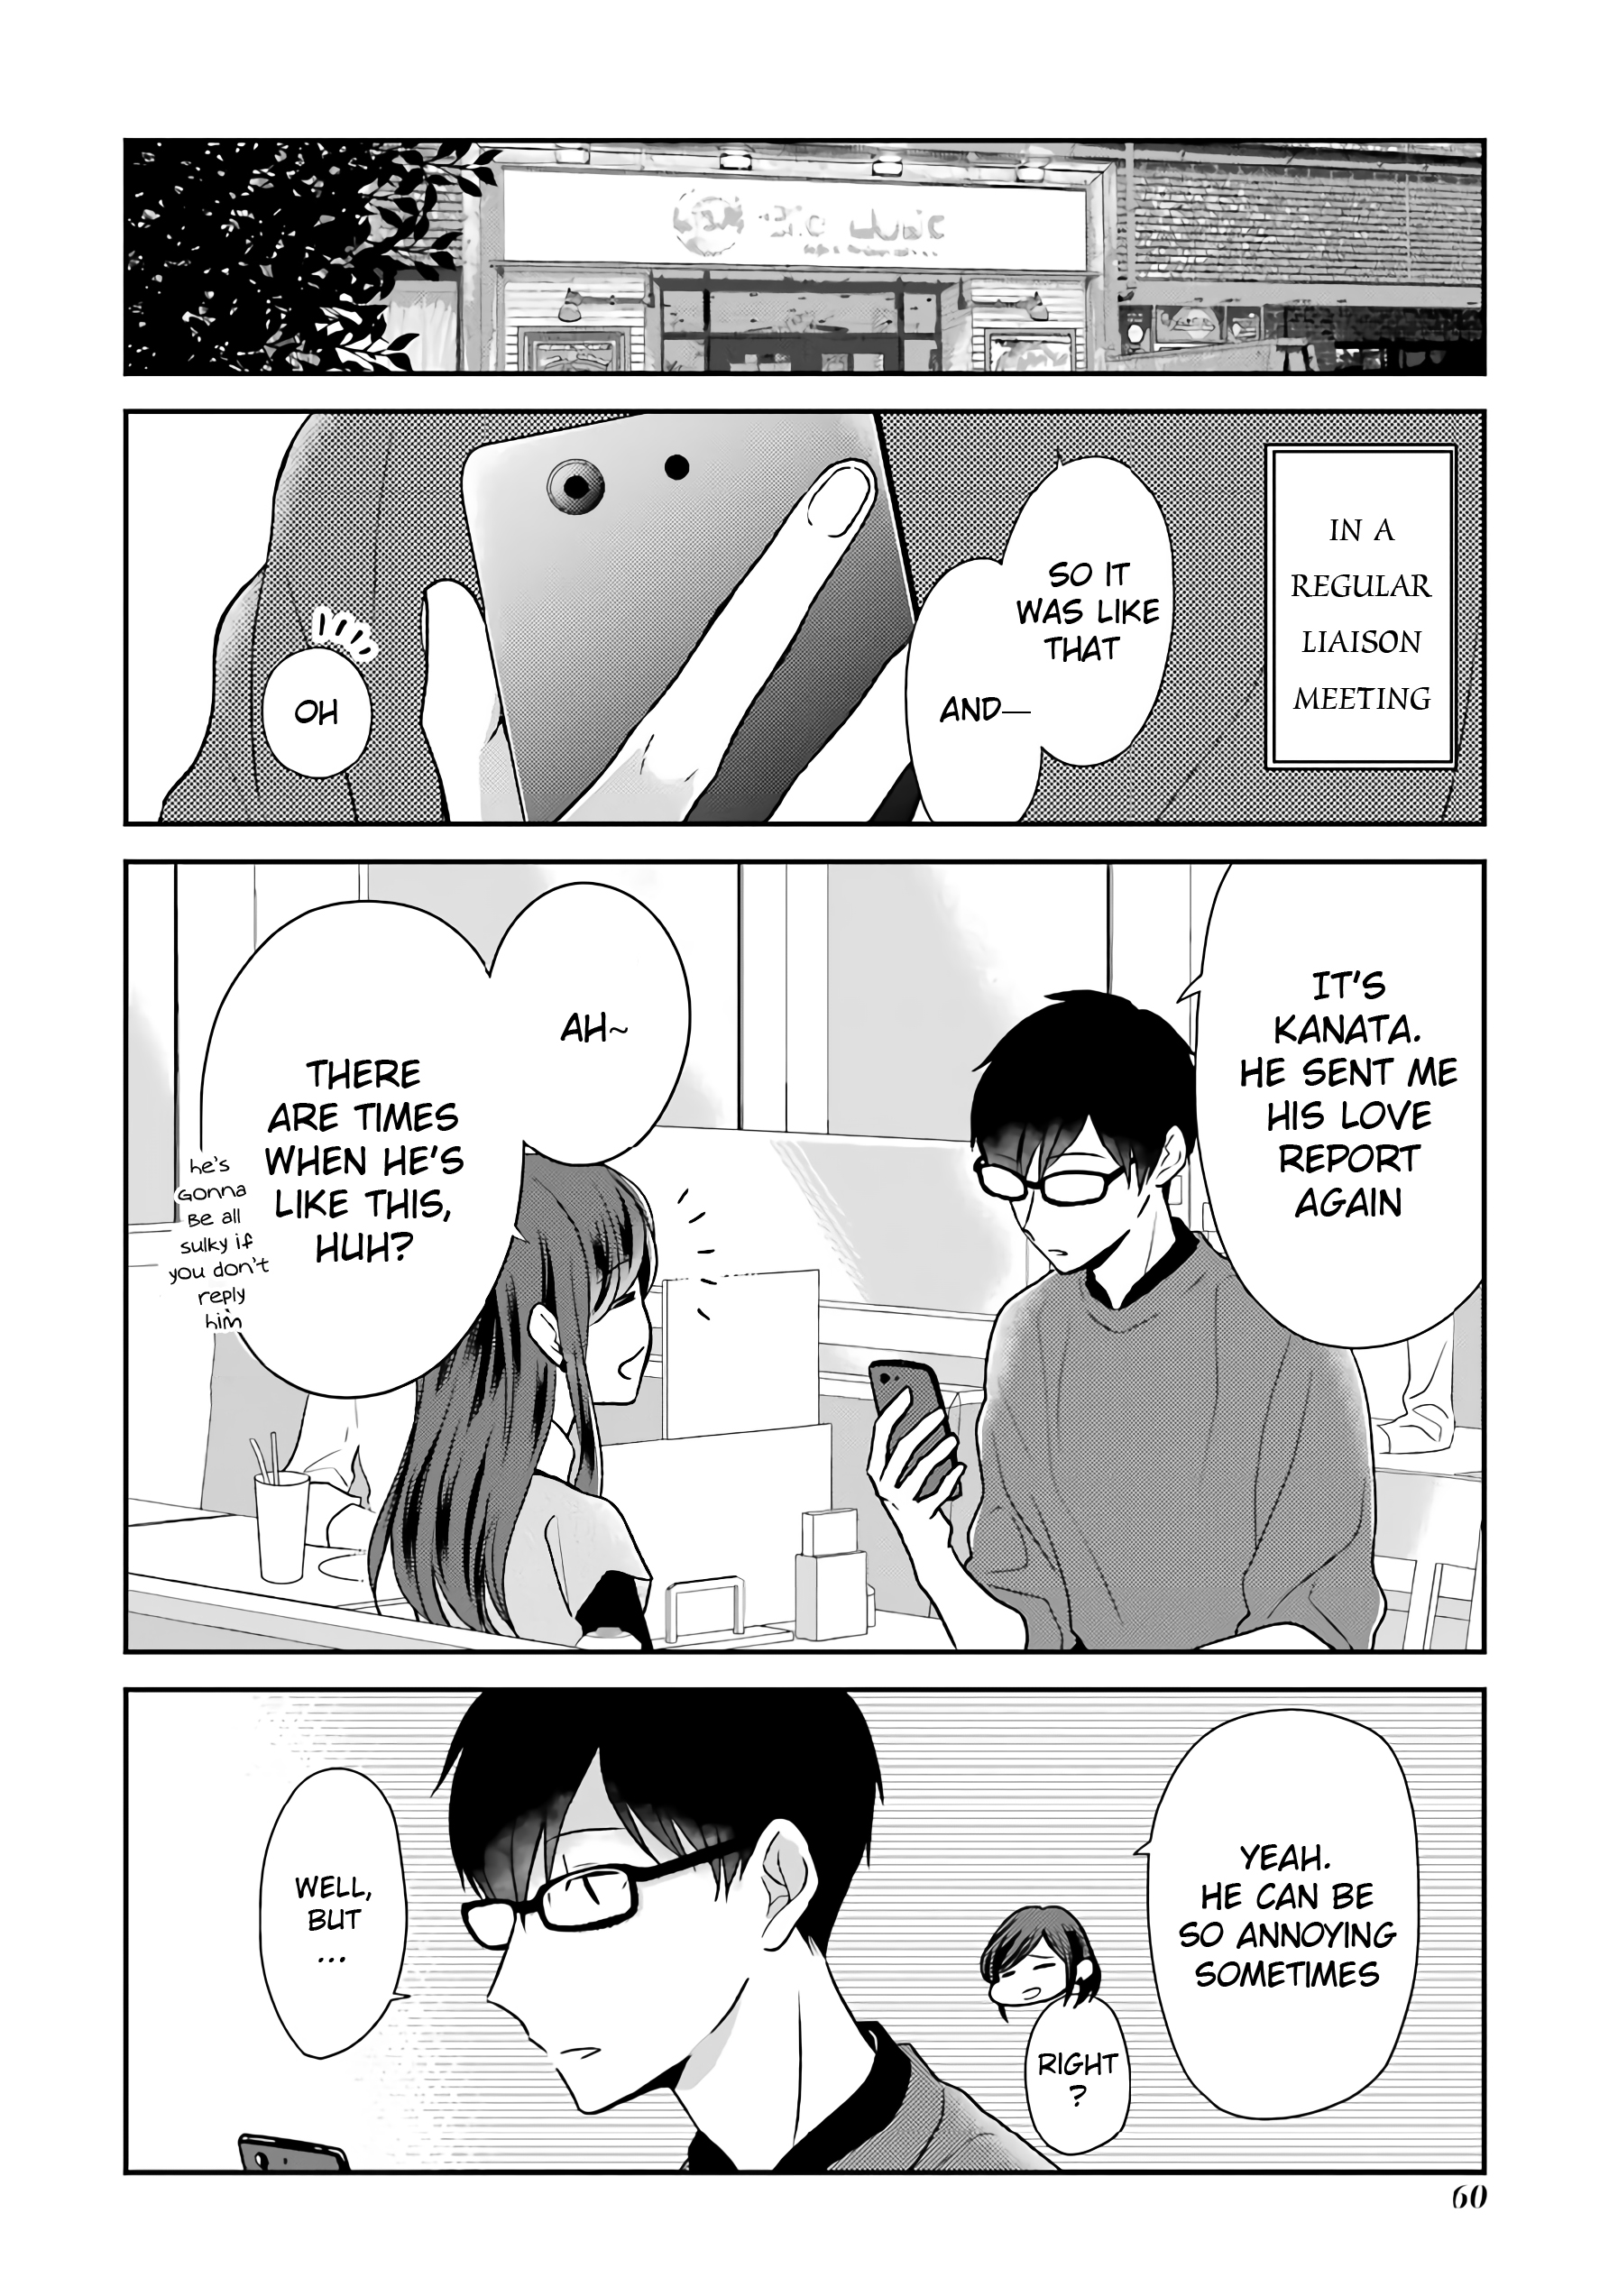 IN A
REGULAR
LIAISON
MEETING
SO IT
WAS LIKE
THAT
AND—
OH
IT'S
KANATA.
HE SENT ME
HIS LOVE
REPORT
AGAIN
AH~
THERE
ARE TIMES
WHEN HE'S
LIKE THIS,
HUH?
he's
Gonna
Be all
sulky if
you don't
reply
him
YEAH.
HE CAN BE
SO ANNOYING
SOMETIMES
RIGHT
?
WELL,
BUT
...
60